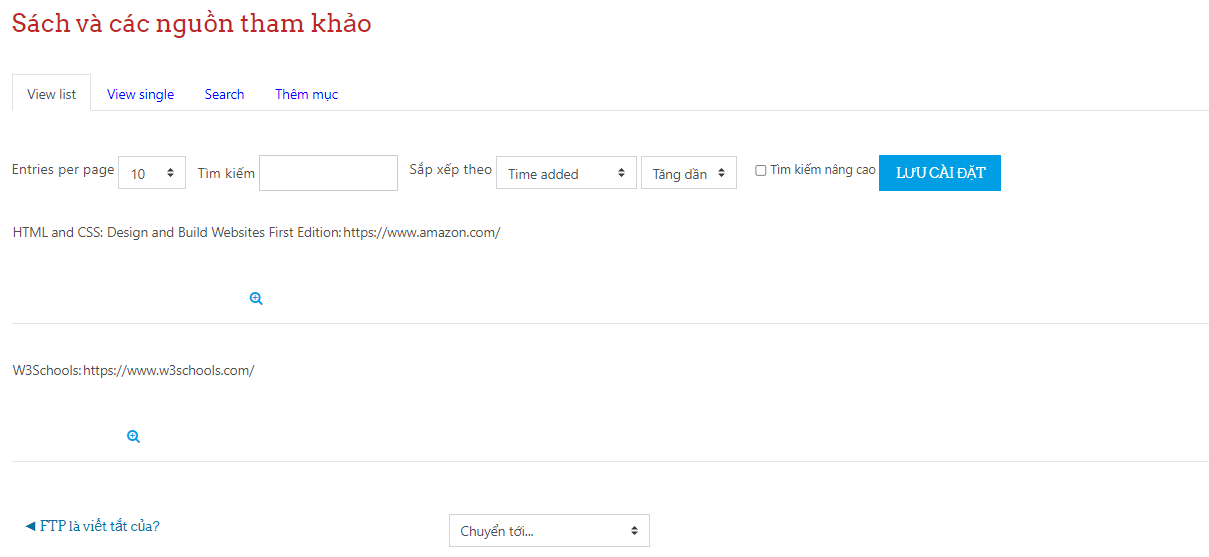 Sách và các nguồn tham khảo
View list View single Search Thêm mục
Entries per page 10 Tìm kiếm Sắp xếp theo Time added Tăng dần Tìm kiếm nâng cao LƯU CÀI ĐẶT
HTML and CSS: Design and Build Websites First Edition: https://www.amazon.com/
W3Schools: https://www.w3schools.com/
◄ FTP là viết tắt của? Chuyển tới...